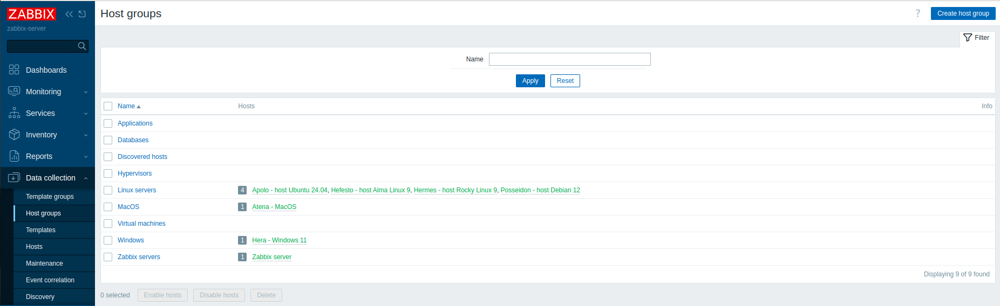 ZABBIX
zabbix-server
Dashboards
Monitoring
Services
Inventory
Reports
Data collection
Template groups
Host groups
Templates
Hosts
Maintenance
Event correlation
Discovery
Host groups
? Create host group
Filter
Name
Apply Reset
Name Hosts Info
Applications
Databases
Discovered hosts
Hypervisors
Linux servers 4 Apolo - host Ubuntu 24.04, Hefesto - host Alma Linux 9, Hermes - host Rocky Linux 9, Posseidon - host Debian 12
MacOS 1 Atena - MacOS
Virtual machines
Windows 1 Hera - Windows 11
Zabbix servers 1 Zabbix server
Displaying 9 of 9 found
0 selected Enable hosts Disable hosts Delete